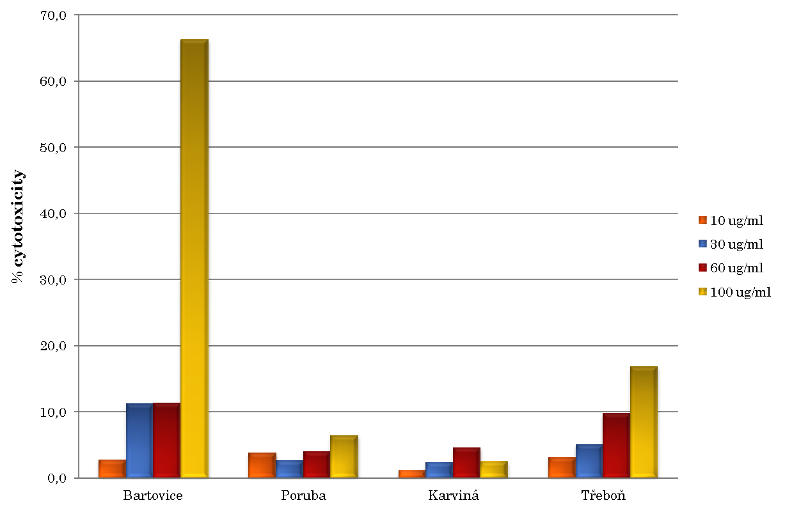 70,0
60,0
50,0
40,0
30,0
20,0
10,0
0,0
% cytotoxicity
Bartovice
Poruba
Karviná
Třeboň
10 ug/ml
30 ug/ml
60 ug/ml
100 ug/ml